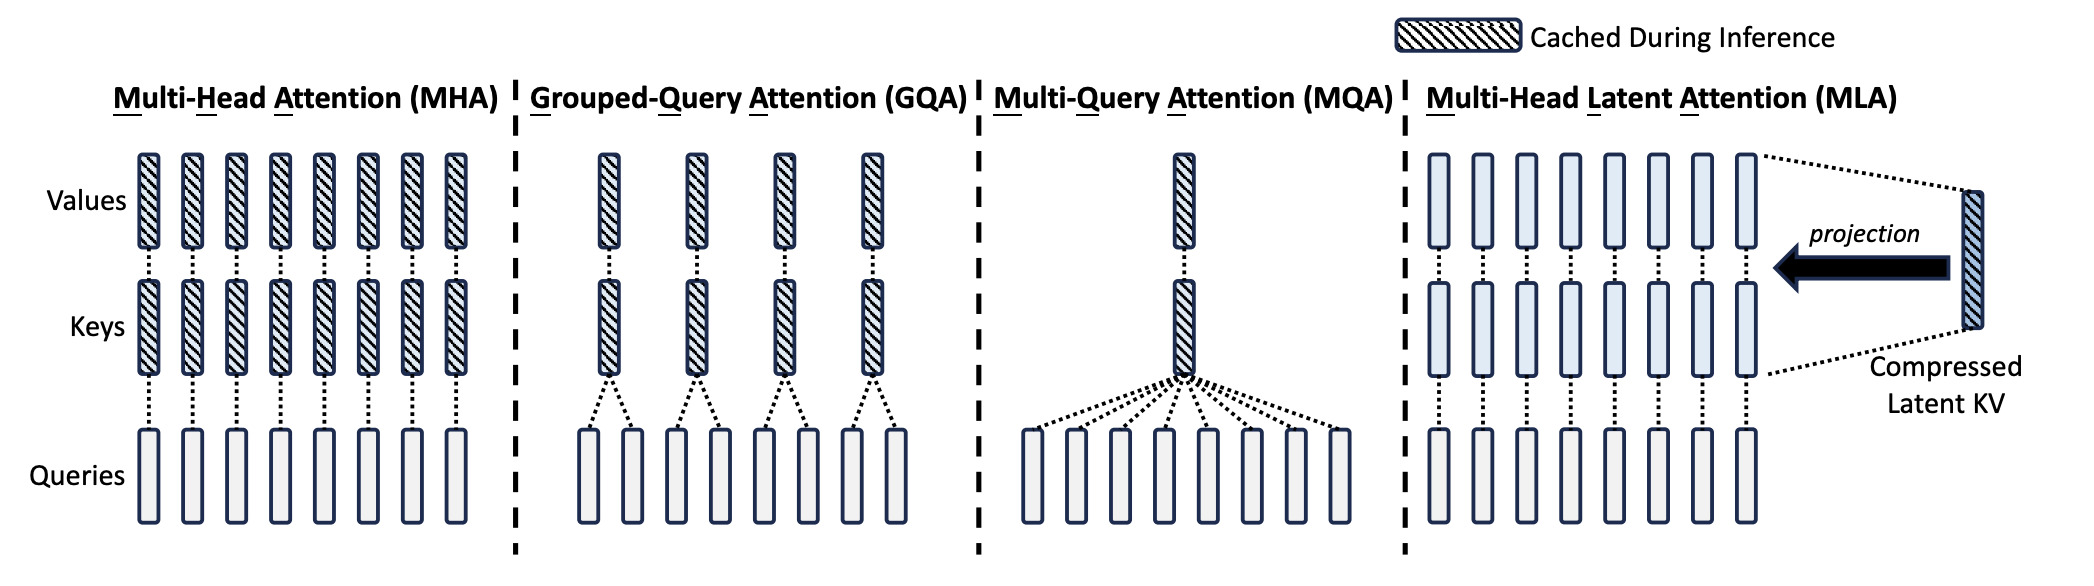 Cached During Inference
Multi-Head Attention (MHA)
Grouped-Query Attention (GQA)
Multi-Query Attention (MQA)
Multi-Head Latent Attention (MLA)
Values
Keys
Queries
projection
Compressed
Latent KV